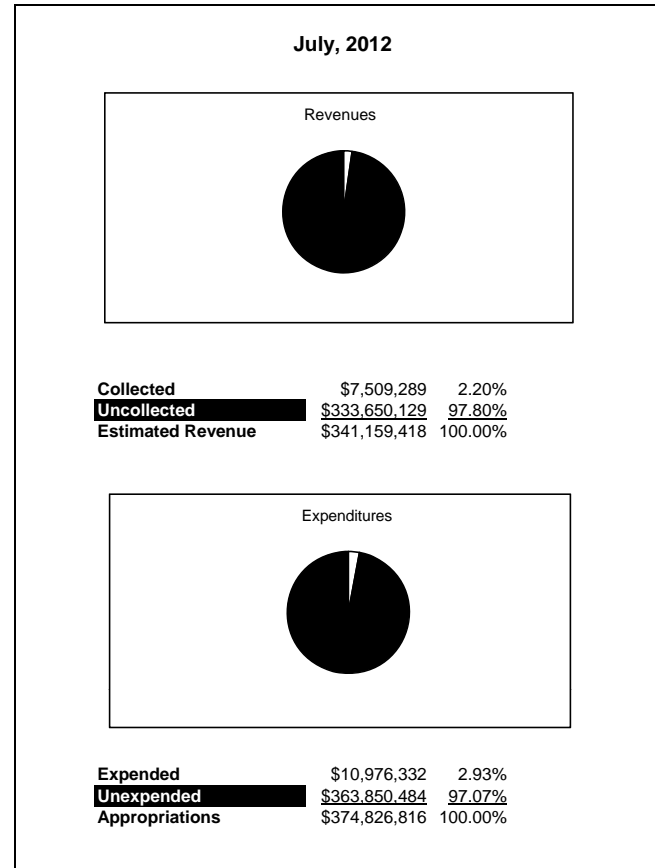 July, 2012
Revenues
Collected $7,509,289 2.20%
Uncollected $333,650,129 97.80%
Estimated Revenue $341,159,418 100.00%
Expenditures
Expended $10,976,332 2.93%
Unexpended $363,850,484 97.07%
Appropriations $374,826,816 100.00%